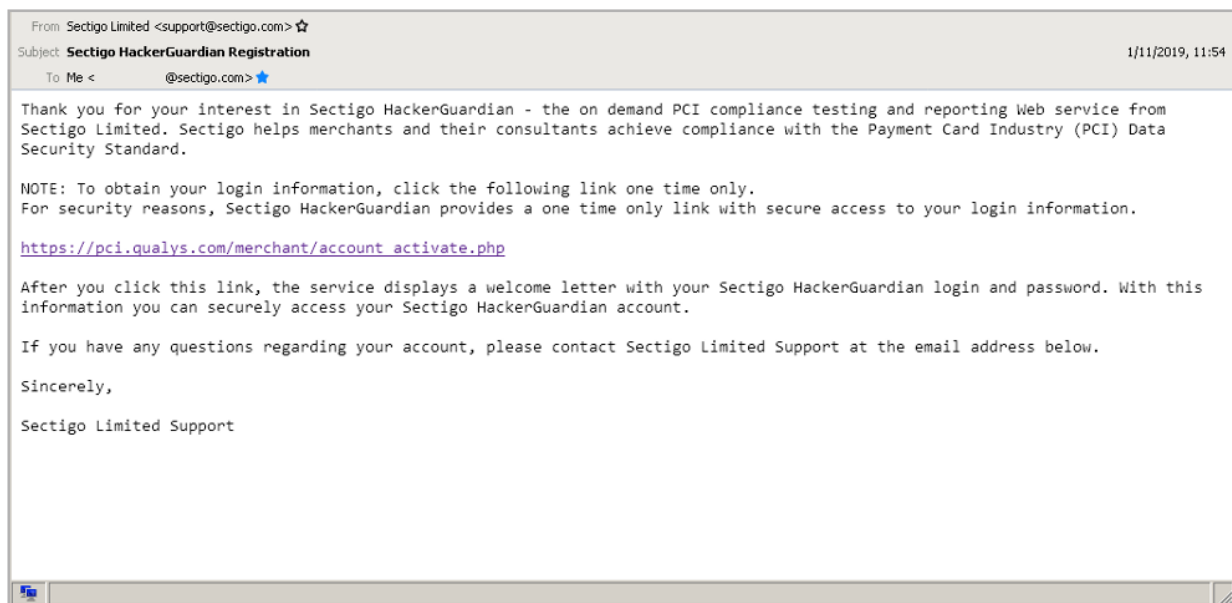 From Sectigo Limited <support@sectigo.com>
Subject Sectigo HackerGuardian Registration 1/11/2019, 11:54
To Me < @sectigo.com>
Thank you for your interest in Sectigo HackerGuardian - the on demand PCI compliance testing and reporting Web service from
Sectigo Limited. Sectigo helps merchants and their consultants achieve compliance with the Payment Card Industry (PCI) Data
Security Standard.
NOTE: To obtain your login information, click the following link one time only.
For security reasons, Sectigo HackerGuardian provides a one time only link with secure access to your login information.
https://pci.qualys.com/merchant/account_activate.php
After you click this link, the service displays a welcome letter with your Sectigo HackerGuardian login and password. With this
information you can securely access your Sectigo HackerGuardian account.
If you have any questions regarding your account, please contact Sectigo Limited Support at the email address below.
Sincerely,
Sectigo Limited Support